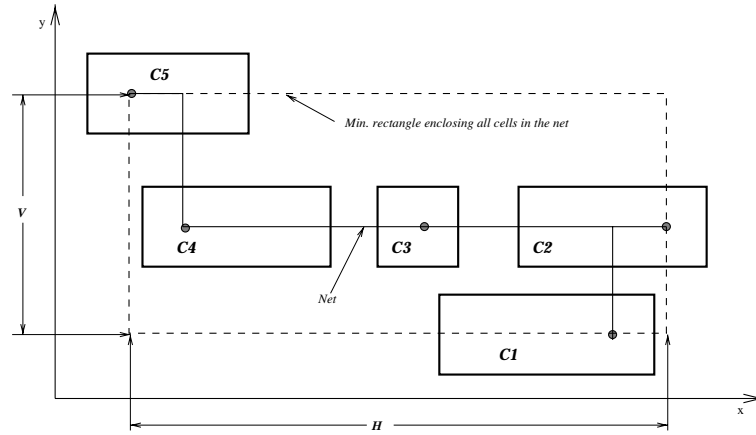 y
C5
Min. rectangle enclosing all cells in the net
V
C4
C3
C2
Net
C1
x
H